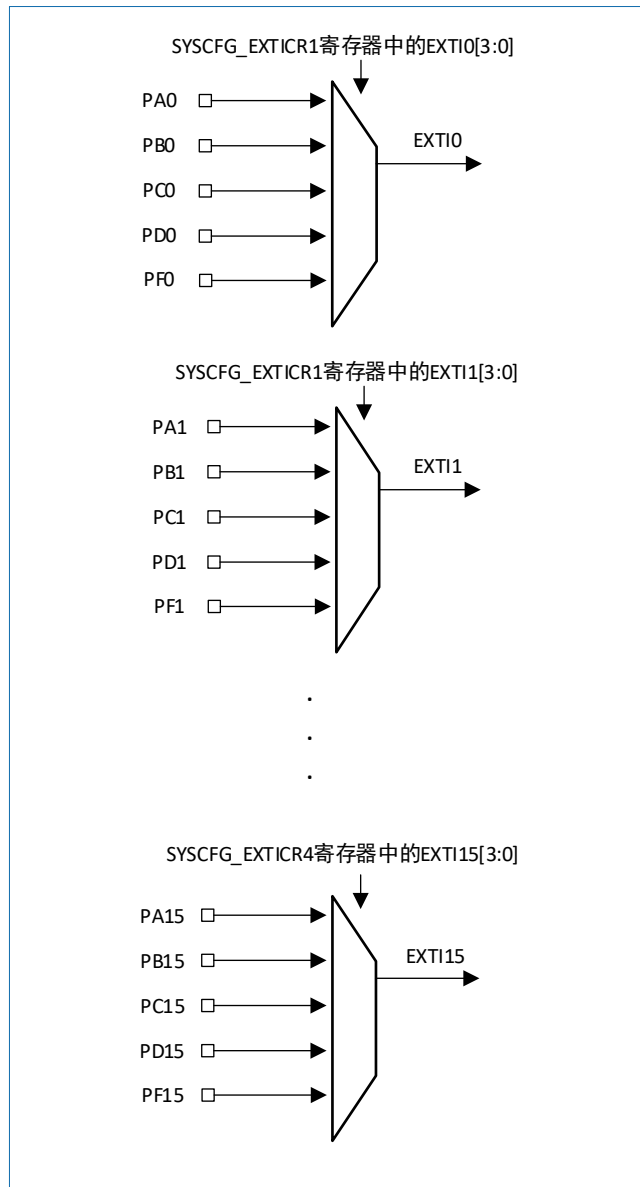 SYSCFG_EXTICR1寄存器中的EXTI0[3:0]
PA0
PB0
EXTI0
PC0
PD0
PF0
SYSCFG_EXTICR1寄存器中的EXTI1[3:0]
PA1
PB1
EXTI1
PC1
PD1
PF1
.
.
.
SYSCFG_EXTICR4寄存器中的EXTI15[3:0]
PA15
PB15
EXTI15
PC15
PD15
PF15